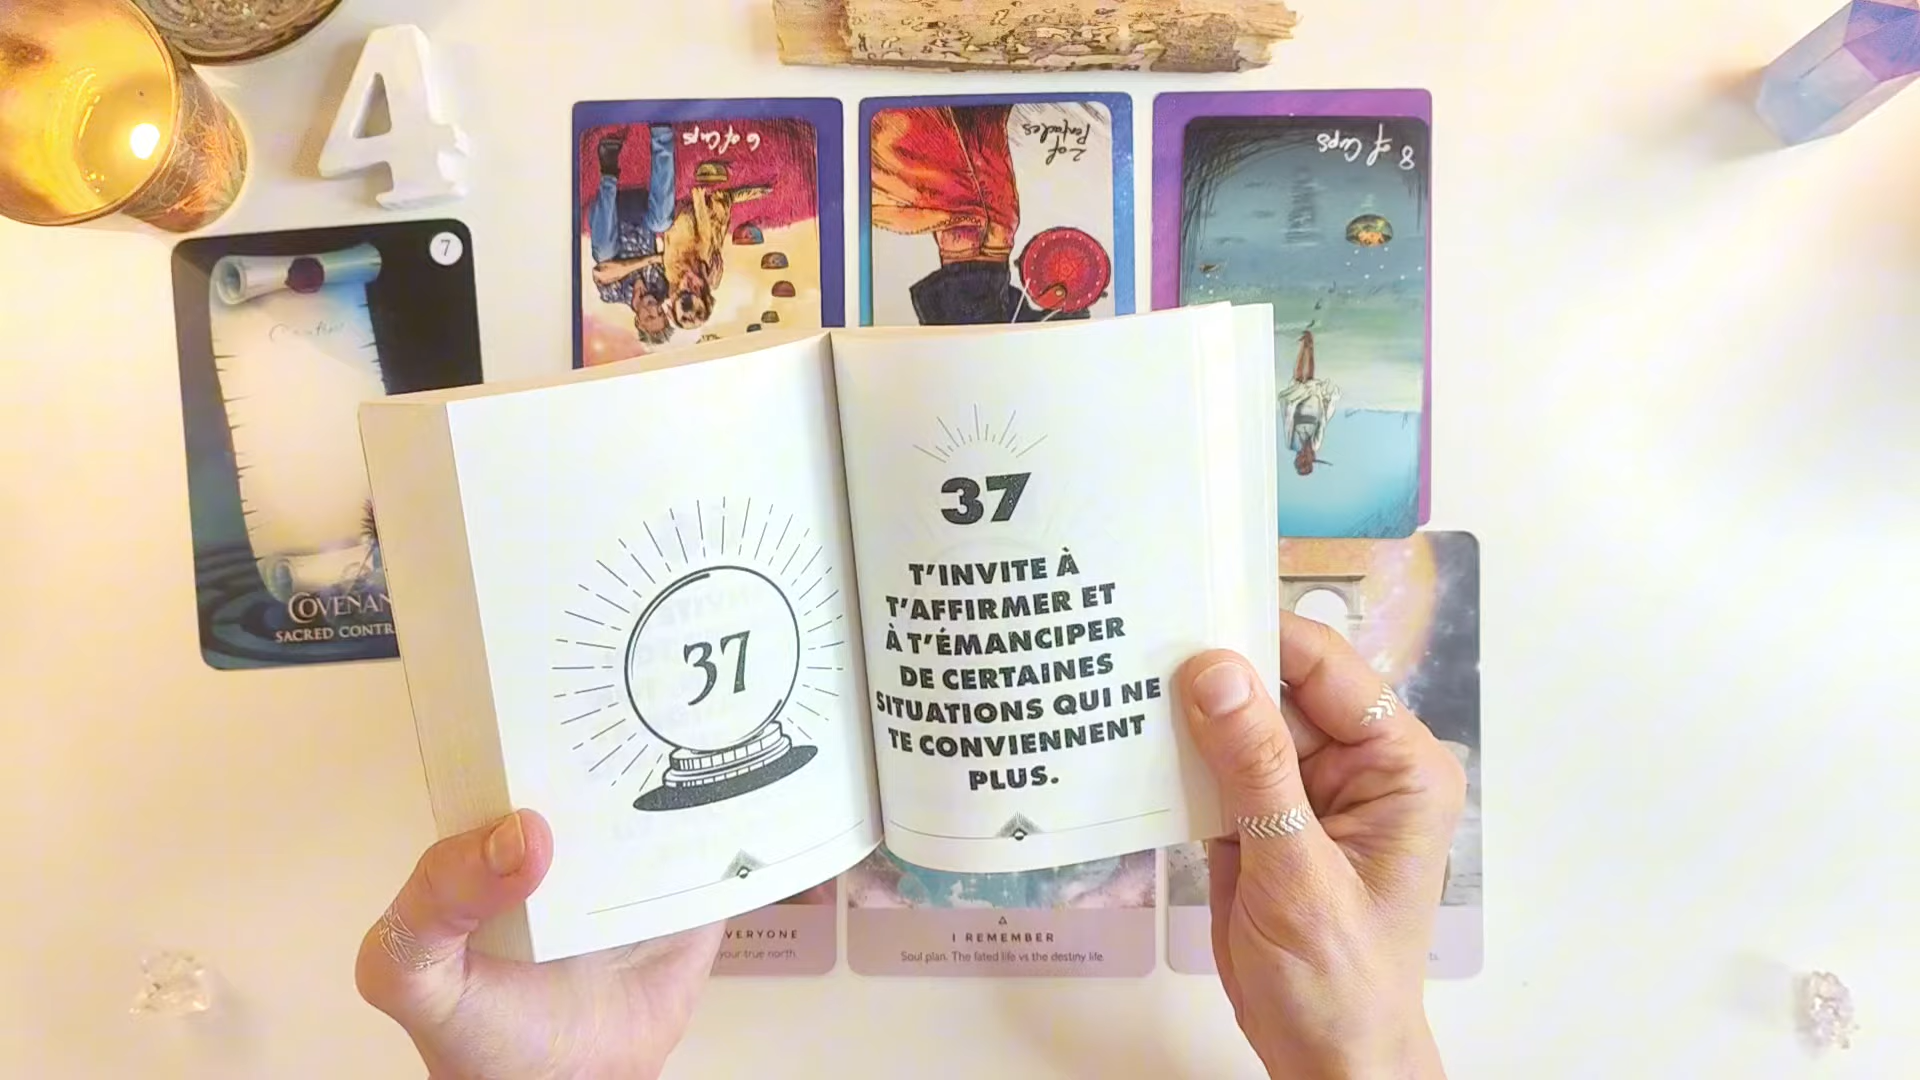 4
7
6 of Cups
2 of
Pentacles
8 of Cups
COVENAN
SACRED CONTR
37
37
T'INVITE À
T'AFFIRMER ET
À T'ÉMANCIPER
DE CERTAINES
SITUATIONS QUI NE
TE CONVIENNENT
PLUS.
VERYONE
your true north.
I REMEMBER
Soul plan. The fated life vs the destiny life.
ts.